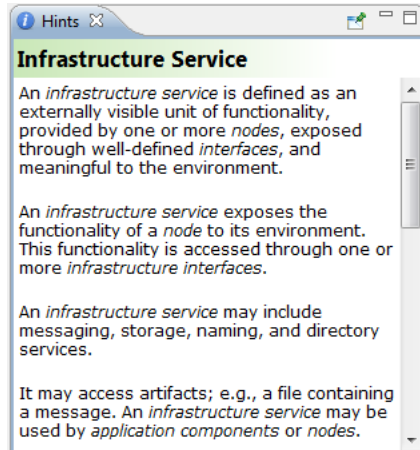 Hints
Infrastructure Service
An infrastructure service is defined as an
externally visible unit of functionality,
provided by one or more nodes, exposed
through well-defined interfaces, and
meaningful to the environment.
An infrastructure service exposes the
functionality of a node to its environment.
This functionality is accessed through one or
more infrastructure interfaces.
An infrastructure service may include
messaging, storage, naming, and directory
services.
It may access artifacts; e.g., a file containing
a message. An infrastructure service may be
used by application components or nodes.